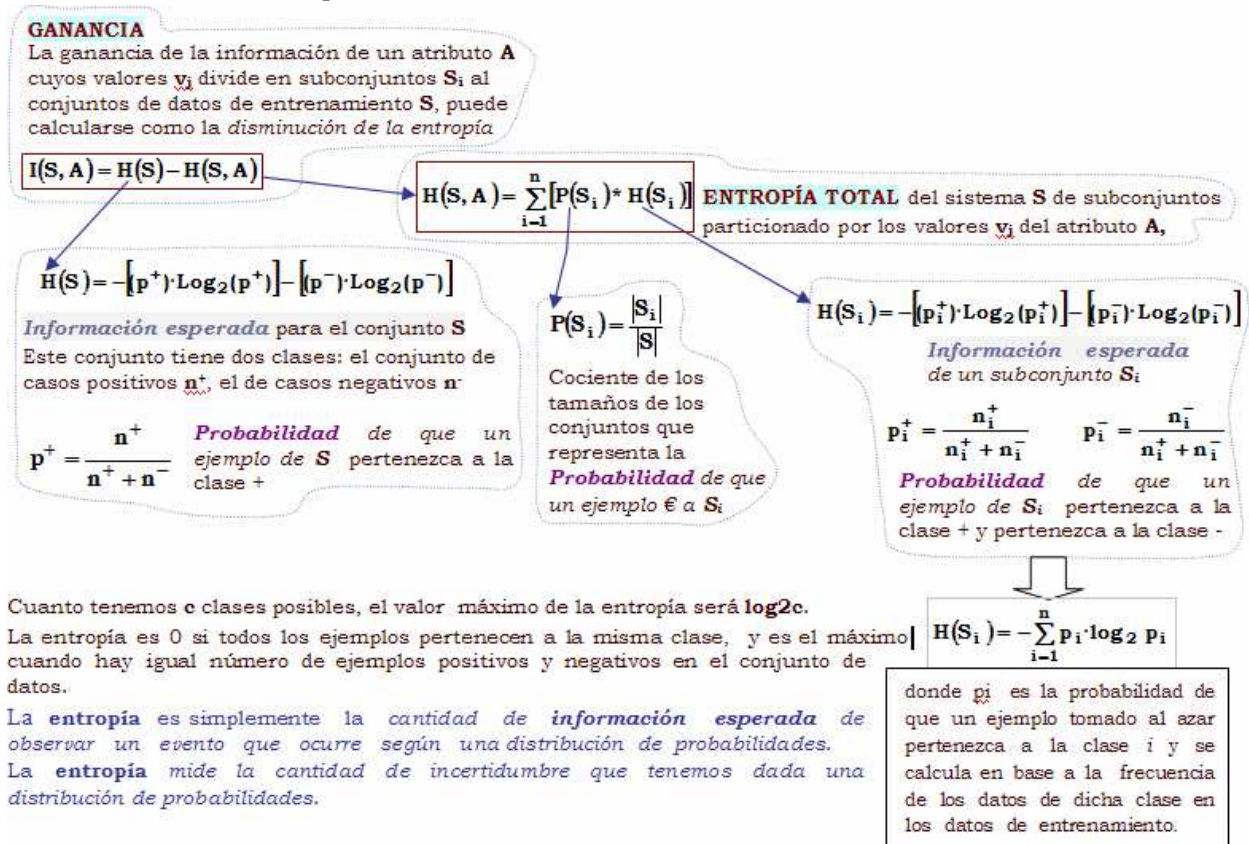 GANANCIA
La ganancia de la información de un atributo A
cuyos valores vj divide en subconjuntos Si al
conjuntos de datos de entrenamiento S, puede
calcularse como la disminución de la entropía
I(S, A) = H(S) – H(S, A)
H(S, A) = ∑ i–1 n [P(Si) * H(Si)]
ENTROPÍA TOTAL del sistema S de subconjuntos
particionado por los valores vj del atributo A,
H(S) = –[(p+)·Log2(p+)] – [(p–)·Log2(p–)]
Información esperada para el conjunto S
Este conjunto tiene dos clases: el conjunto de
casos positivos n+, el de casos negativos n-
p+ = n+ / (n+ + n–)
Probabilidad de que un
ejemplo de S pertenezca a la
clase +
P(Si) = |Si| / |S|
Cociente de los
tamaños de los
conjuntos que
representa la
Probabilidad de que
un ejemplo € a Si
H(Si) = –[(pi+)·Log2(pi+)] – [(pi–)·Log2(pi–)]
Información esperada
de un subconjunto Si
pi+ = ni+ / (ni+ + ni–) pi– = ni– / (ni+ + ni–)
Probabilidad de que un
ejemplo de Si pertenezca a la
clase + y pertenezca a la clase -
Cuanto tenemos c clases posibles, el valor máximo de la entropía será log2c.
La entropía es 0 si todos los ejemplos pertenecen a la misma clase, y es el máximo
cuando hay igual número de ejemplos positivos y negativos en el conjunto de
datos.
La entropía es simplemente la cantidad de información esperada de
observar un evento que ocurre según una distribución de probabilidades.
La entropía mide la cantidad de incertidumbre que tenemos dada una
distribución de probabilidades.
H(Si) = – ∑ i–1 n pi·log2 pi
donde pi es la probabilidad de
que un ejemplo tomado al azar
pertenezca a la clase i y se
calcula en base a la frecuencia
de los datos de dicha clase en
los datos de entrenamiento.